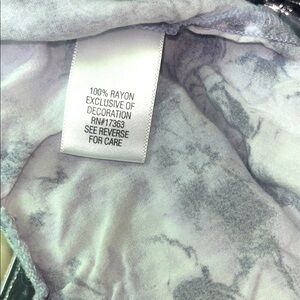 100% RAYON
EXCLUSIVE OF
DECORATION
RN#17363
SEE REVERSE
FOR CARE